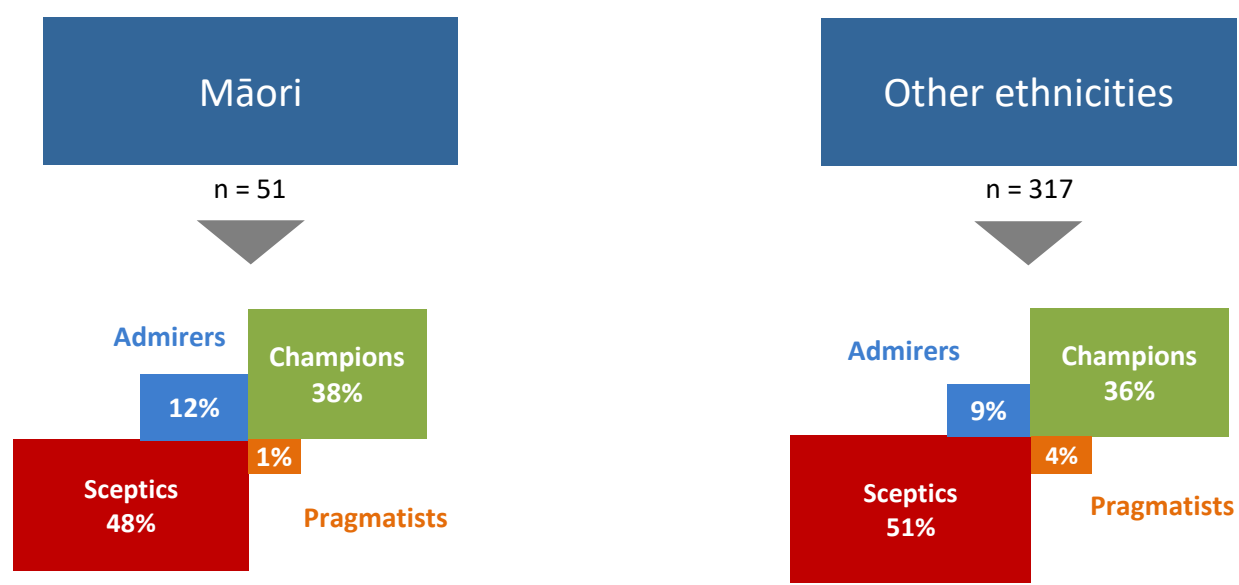 Māori
n = 51
Admirers
Champions
38%
12%
1%
Sceptics
48%
Pragmatists
Other ethnicities
n = 317
Admirers
Champions
36%
9%
4%
Sceptics
51%
Pragmatists